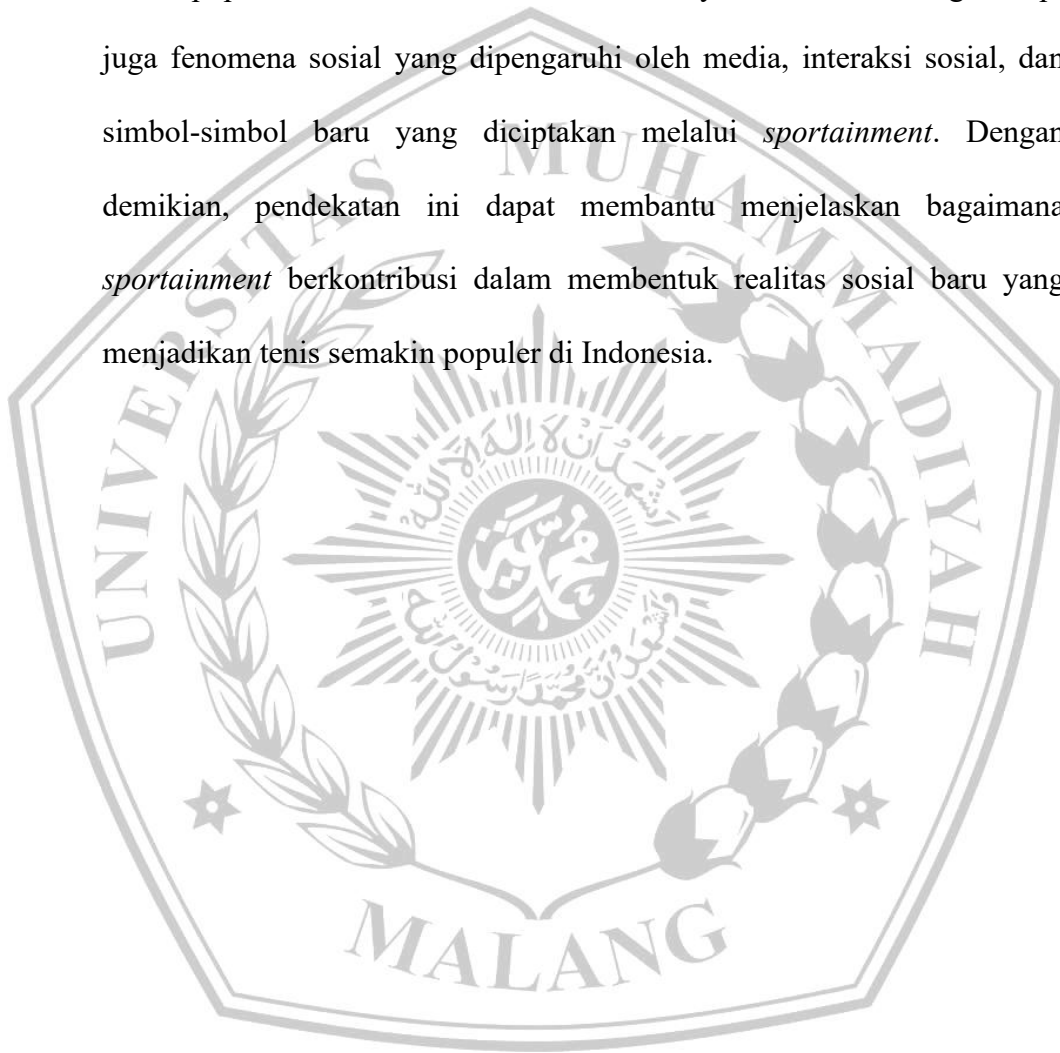 juga fenomena sosial yang dipengaruhi oleh media, interaksi sosial, dan
simbol-simbol baru yang diciptakan melalui sportainment. Dengan
demikian, pendekatan ini dapat membantu menjelaskan bagaimana
sportainment berkontribusi dalam membentuk realitas sosial baru yang
menjadikan tenis semakin populer di Indonesia.
UNIVERSITAS MUHAMMADIYAH
MALANG